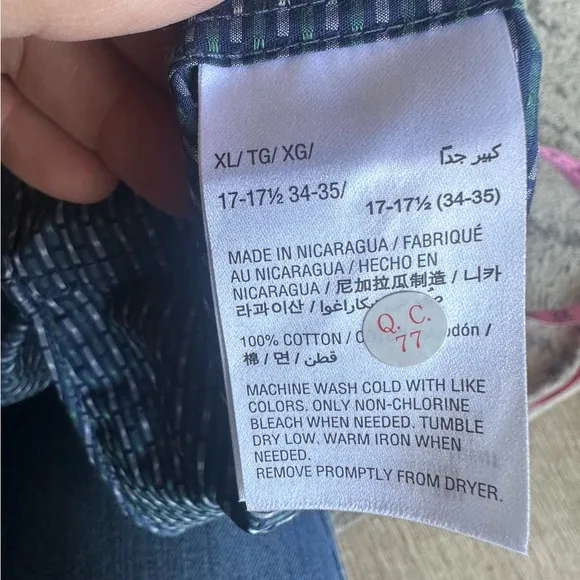 XL/ TG/ XG/ كبير جدًا
17-17½ 34-35/ 17-17½ (34-35)
MADE IN NICARAGUA / FABRIQUÉ
AU NICARAGUA / HECHO EN
NICARAGUA / 尼加拉瓜制造 / 니카
라과이산 /
Q. C.
77
100% COTTON /
棉 / 면 / قطن /
MACHINE WASH COLD WITH LIKE
COLORS. ONLY NON-CHLORINE
BLEACH WHEN NEEDED. TUMBLE
DRY LOW. WARM IRON WHEN
NEEDED.
REMOVE PROMPTLY FROM DRYER.